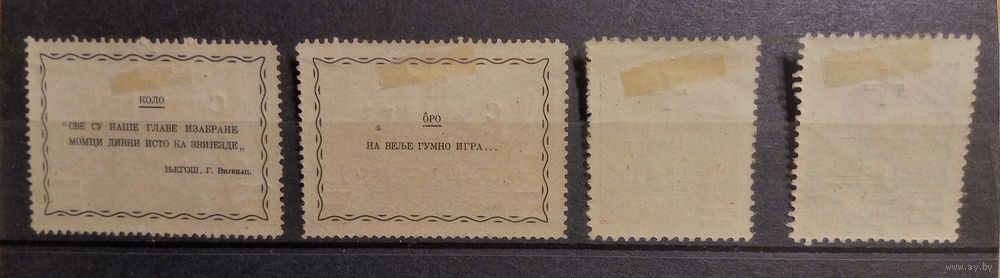 КОЛО
"СВЕ СУ НАШЕ ГЛАВЕ ИЗАБРАНЕ
МОМЦИ ДИВНИ ИСТО КА ЗВИЈЕЗДЕ„
ЊЕГОШ, Г. Вијенац.
ӧРО
НА ВЕЉЕ ГУМНО ИГРА...
www.ay.by